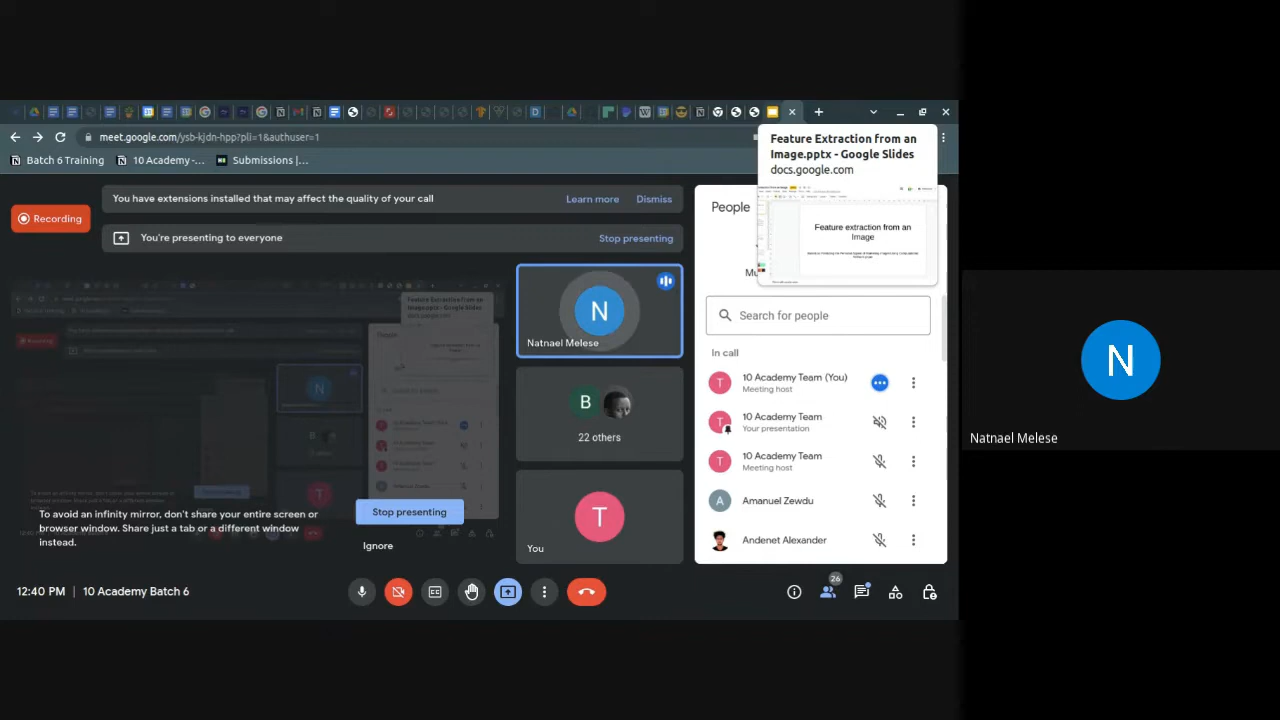 meet.google.com/ysb-kjdn-hpp?pli=1&authuser=1
Batch 6 Training
10 Academy -...
Submissions |...
Feature Extraction from an
Image.pptx - Google Slides
docs.google.com
Feature extraction from an
Image
You have extensions installed that may affect the quality of your call
Learn more
Dismiss
Recording
You're presenting to everyone
Stop presenting
People
Mu
Search for people
In call
N
Natnael Melese
B
22 others
T
You
T
10 Academy Team (You)
Meeting host
T
10 Academy Team
Your presentation
T
10 Academy Team
Meeting host
A
Amanuel Zewdu
Andenet Alexander
To avoid an infinity mirror, don't share your entire screen or
browser window. Share just a tab or a different window
instead.
Stop presenting
Ignore
12:40 PM | 10 Academy Batch 6
26
N
Natnael Melese